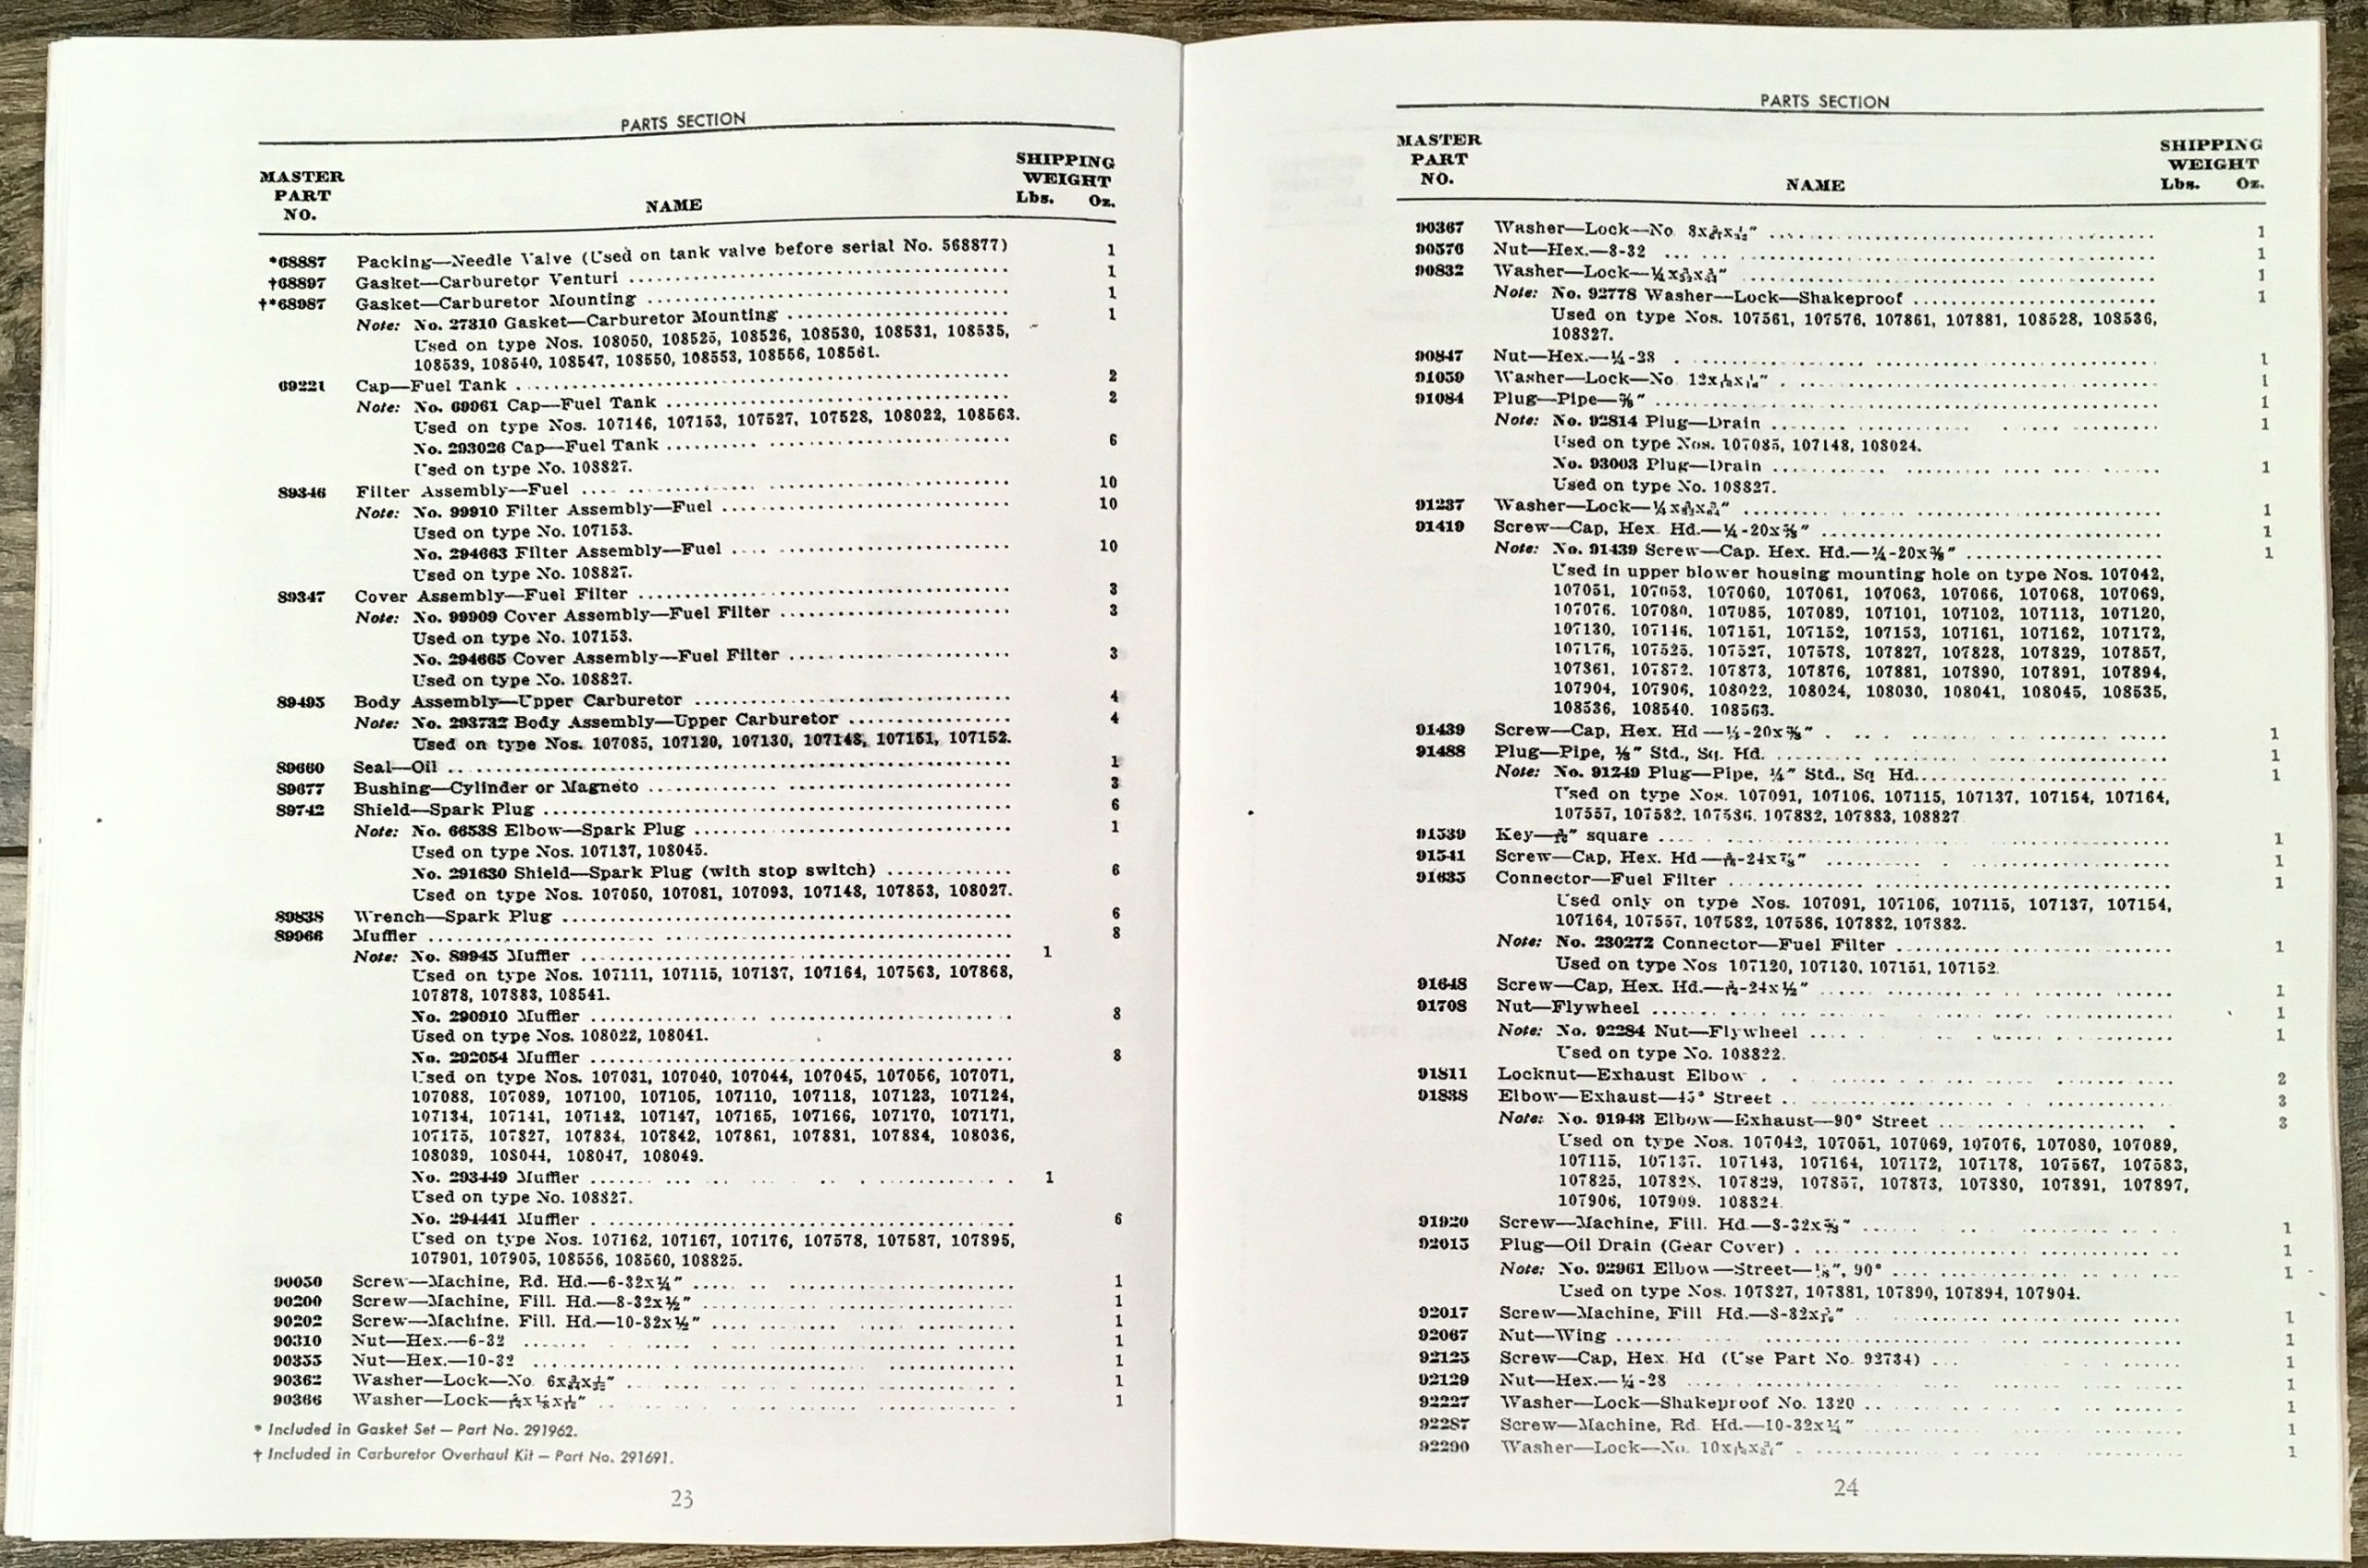 PARTS SECTION
MASTER PART NO.
NAME
SHIPPING WEIGHT
Lbs. Oz.
*68887 Packing—Needle Valve (Used on tank valve before serial No. 568877) 1
†68897 Gasket—Carburetor Venturi 1
†*68987 Gasket—Carburetor Mounting 1
Note: No. 27310 Gasket—Carburetor Mounting 1
Used on type Nos. 108050, 108525, 108526, 108530, 108531, 108535,
108539, 108540, 108547, 108550, 108553, 108556, 108561.
69221 Cap—Fuel Tank 2
Note: No. 69961 Cap—Fuel Tank 2
Used on type Nos. 107146, 107153, 107527, 107528, 108022, 108563.
No. 293026 Cap—Fuel Tank 6
Used on type No. 108827.
89346 Filter Assembly—Fuel 10
Note: No. 99910 Filter Assembly—Fuel 10
Used on type No. 107153.
No. 294663 Filter Assembly—Fuel 10
Used on type No. 108827.
89347 Cover Assembly—Fuel Filter 3
Note: No. 99909 Cover Assembly—Fuel Filter 3
Used on type No. 107153.
No. 294665 Cover Assembly—Fuel Filter 3
Used on type No. 108827.
89495 Body Assembly—Upper Carburetor 4
Note: No. 293732 Body Assembly—Upper Carburetor 4
Used on type Nos. 107085, 107120, 107130, 107148, 107151, 107152.
89660 Seal—Oil 1
89677 Bushing—Cylinder or Magneto 3
89742 Shield—Spark Plug 6
Note: No. 66538 Elbow—Spark Plug 1
Used on type Nos. 107137, 108045.
No. 291630 Shield—Spark Plug (with stop switch) 6
Used on type Nos. 107050, 107081, 107093, 107148, 107853, 108027.
89838 Wrench—Spark Plug 6
89966 Muffler 8
Note: No. 89945 Muffler 1
Used on type Nos. 107111, 107115, 107137, 107164, 107563, 107868,
107878, 107883, 108541.
No. 290910 Muffler 8
Used on type Nos. 108022, 108041.
No. 292054 Muffler 8
Used on type Nos. 107031, 107040, 107044, 107045, 107056, 107071,
107088, 107089, 107100, 107105, 107110, 107118, 107123, 107124,
107134, 107141, 107142, 107147, 107165, 107166, 107170, 107171,
107175, 107827, 107834, 107842, 107861, 107881, 107884, 108036,
108039, 108044, 108047, 108049.
No. 293449 Muffler 1
Used on type No. 108827.
No. 294441 Muffler 6
Used on type Nos. 107162, 107167, 107176, 107578, 107587, 107895,
107901, 107905, 108556, 108560, 108825.
90050 Screw—Machine, Rd. Hd.—6-32x¼" 1
90200 Screw—Machine, Fill. Hd.—8-32x½" 1
90202 Screw—Machine, Fill. Hd.—10-32x½" 1
90310 Nut—Hex.—6-32 1
90355 Nut—Hex.—10-32 1
90362 Washer—Lock—No. 1
90366 Washer—Lock— 1
* Included in Gasket Set — Part No. 291962.
† Included in Carburetor Overhaul Kit — Part No. 291691.
23
PARTS SECTION
MASTER PART NO.
NAME
SHIPPING WEIGHT
Lbs. Oz.
90367 Washer—Lock—No 1
90576 Nut—Hex.—8-32 1
90832 Washer—Lock— 1
Note: No. 92778 Washer—Lock—Shakeproof 1
Used on type Nos. 107561, 107576, 107861, 107881, 108528, 108536,
108827.
90847 Nut—Hex.—¼-28 1
91059 Washer—Lock—No 1
91084 Plug—Pipe—⅜" 1
Note: No. 92814 Plug—Drain 1
Used on type Nos. 107085, 107148, 108024.
No. 93003 Plug—Drain 1
Used on type No. 108827.
91237 Washer—Lock— 1
91419 Screw—Cap, Hex. Hd.—¼-20x 1
Note: No. 91439 Screw—Cap. Hex. Hd.—¼-20x 1
Used in upper blower housing mounting hole on type Nos. 107042,
107051, 107053, 107060, 107061, 107063, 107066, 107068, 107069,
107076. 107080. 107085, 107089, 107101, 107102, 107113, 107120,
107130, 107146, 107151, 107152, 107153, 107161, 107162, 107172,
107176, 107525, 107527, 107578, 107827, 107828, 107829, 107857,
107861, 107872. 107873, 107876, 107881, 107890, 107891, 107894,
107904, 107906, 108022, 108024, 108030, 108041, 108045, 108535,
108536, 108540. 108563.
91439 Screw—Cap, Hex. Hd 1
91488 Plug—Pipe, ⅛" Std., Sq. Hd. 1
Note: No. 91249 Plug—Pipe, ¼" Std., Sq Hd. 1
Used on type Nos. 107091, 107106, 107115, 107137, 107154, 107164,
107557, 107582, 107586, 107882, 107883, 108827
91539 Key— square 1
91541 Screw—Cap, Hex. Hd 1
91635 Connector—Fuel Filter 1
Used only on type Nos. 107091, 107106, 107115, 107137, 107154,
107164, 107557, 107582, 107586, 107882, 107883.
Note: No. 230272 Connector—Fuel Filter 1
Used on type Nos 107120, 107130, 107151, 107152.
91648 Screw—Cap, Hex. Hd. 1
91708 Nut—Flywheel 1
Note: No. 92284 Nut—Flywheel 1
Used on type No. 108822.
91811 Locknut—Exhaust Elbow 2
91838 Elbow—Exhaust—45° Street 3
Note: No. 91943 Elbow—Exhaust—90° Street 3
Used on type Nos. 107042, 107051, 107069, 107076, 107080, 107089,
107115, 107137, 107143, 107164, 107172, 107178, 107567, 107583,
107825, 107828, 107829, 107857, 107873, 107880, 107891, 107897,
107906, 107909. 108824.
91920 Screw—Machine, Fill. Hd.—8-32x 1
92015 Plug—Oil Drain (Gear Cover) 1
Note: No. 92961 Elbow—Street—⅛", 90° 1
Used on type Nos. 107827, 107881, 107890, 107894, 107904.
92017 Screw—Machine, Fill Hd. 1
92067 Nut—Wing 1
92125 Screw—Cap, Hex Hd (Use Part No. 92734) 1
92129 Nut—Hex.—¼-28 1
92227 Washer—Lock—Shakeproof No. 1320 1
92287 Screw—Machine, Rd. Hd.—10-32x¼" 1
92290 Washer—Lock—No. 1
24